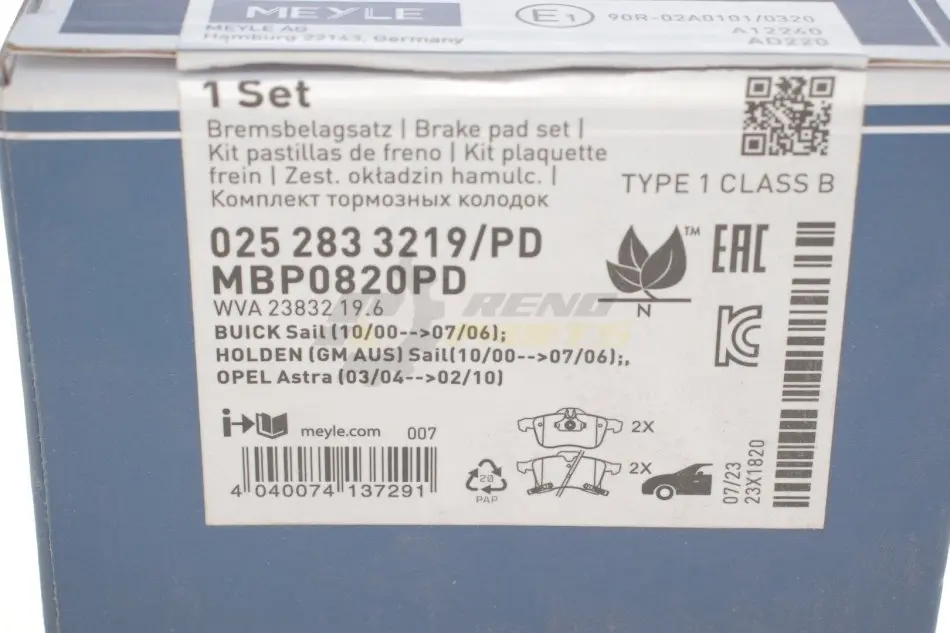 MEYLE
MEYLE AG
Hamburg 22143, Germany
E1 90R-02A0101/0320
A12240
AD220
1 Set
Bremsbelagsatz | Brake pad set |
Kit pastillas de freno | Kit plaquette
frein | Zest. okładzin hamulc. |
Комплект тормозных колодок
TYPE 1 CLASS B
025 283 3219/PD
MBP0820PD
WVA 23832 19.6
BUICK Sail (10/00-->07/06);
HOLDEN (GM AUS) Sail(10/00-->07/06);,
OPEL Astra (03/04-->02/10)
TM
N
EAC
KC
RENO
PARTS
i meyle.com 007
4 040074 137291
20
PAP
2X
2X
07/23
23X1820